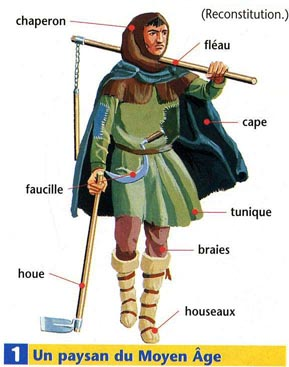 (Reconstitution.)
chaperon
fléau
cape
faucille
tunique
braies
houe
houseaux
1 Un paysan du Moyen Âge